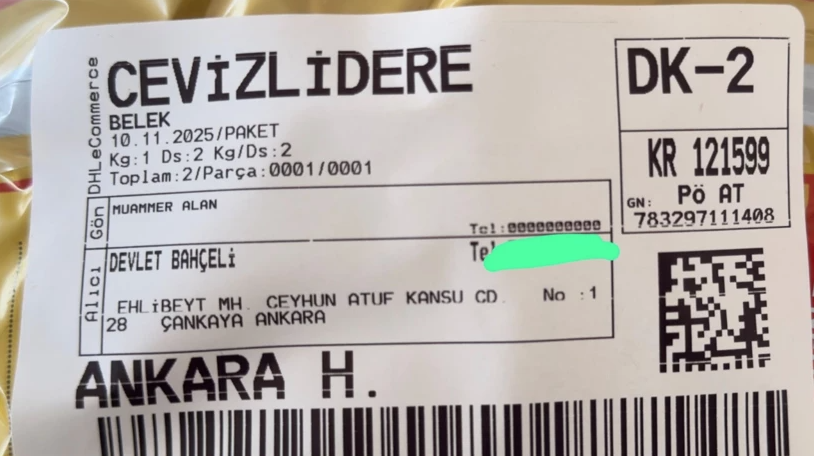 DHLeCommerce
CEVİZLİDERE
BELEK
10.11.2025/PAKET
Kg:1 Ds:2 Kg/Ds:2
Toplam:2/Parça:0001/0001
DK-2
KR 121599
Pö AT
GN: 783297111408
Gön
MUAMMER ALAN
Tel:0000000000
Alıcı
DEVLET BAHÇELİ
Tel
EHLİBEYT MH. CEYHUN ATUF KANSU CD. No :1
28 ÇANKAYA ANKARA
ANKARA H.